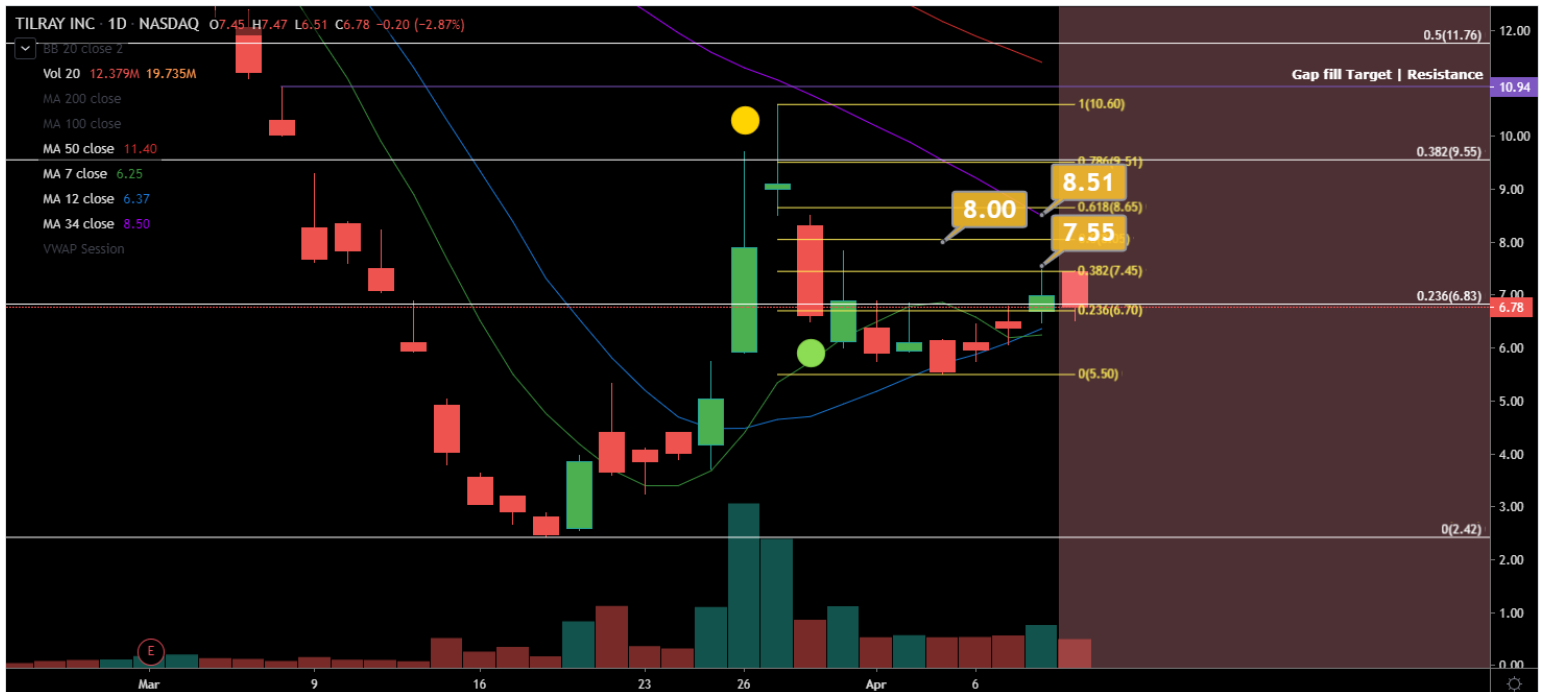 TILRAY INC · 1D · NASDAQ O7.45 H7.47 L6.51 C6.78 −0.20 (−2.87%)
BB 20 close 2
Vol 20 12.379M 19.735M
MA 200 close
MA 100 close
MA 50 close 11.40
MA 7 close 6.25
MA 12 close 6.37
MA 34 close 8.50
VWAP Session
0.5(11.76)
Gap fill Target | Resistance
10.94
1(10.60)
0.382(9.55)
0.786(9.51)
8.51
8.00
0.618(8.65)
7.55
0.382(7.45)
0.236(6.83)
6.78
0.236(6.70)
0(5.50)
0(2.42)
12.00
10.00
9.00
8.00
7.00
6.00
5.00
4.00
3.00
2.00
1.00
0.00
E
Mar 9 16 23 26 Apr 6